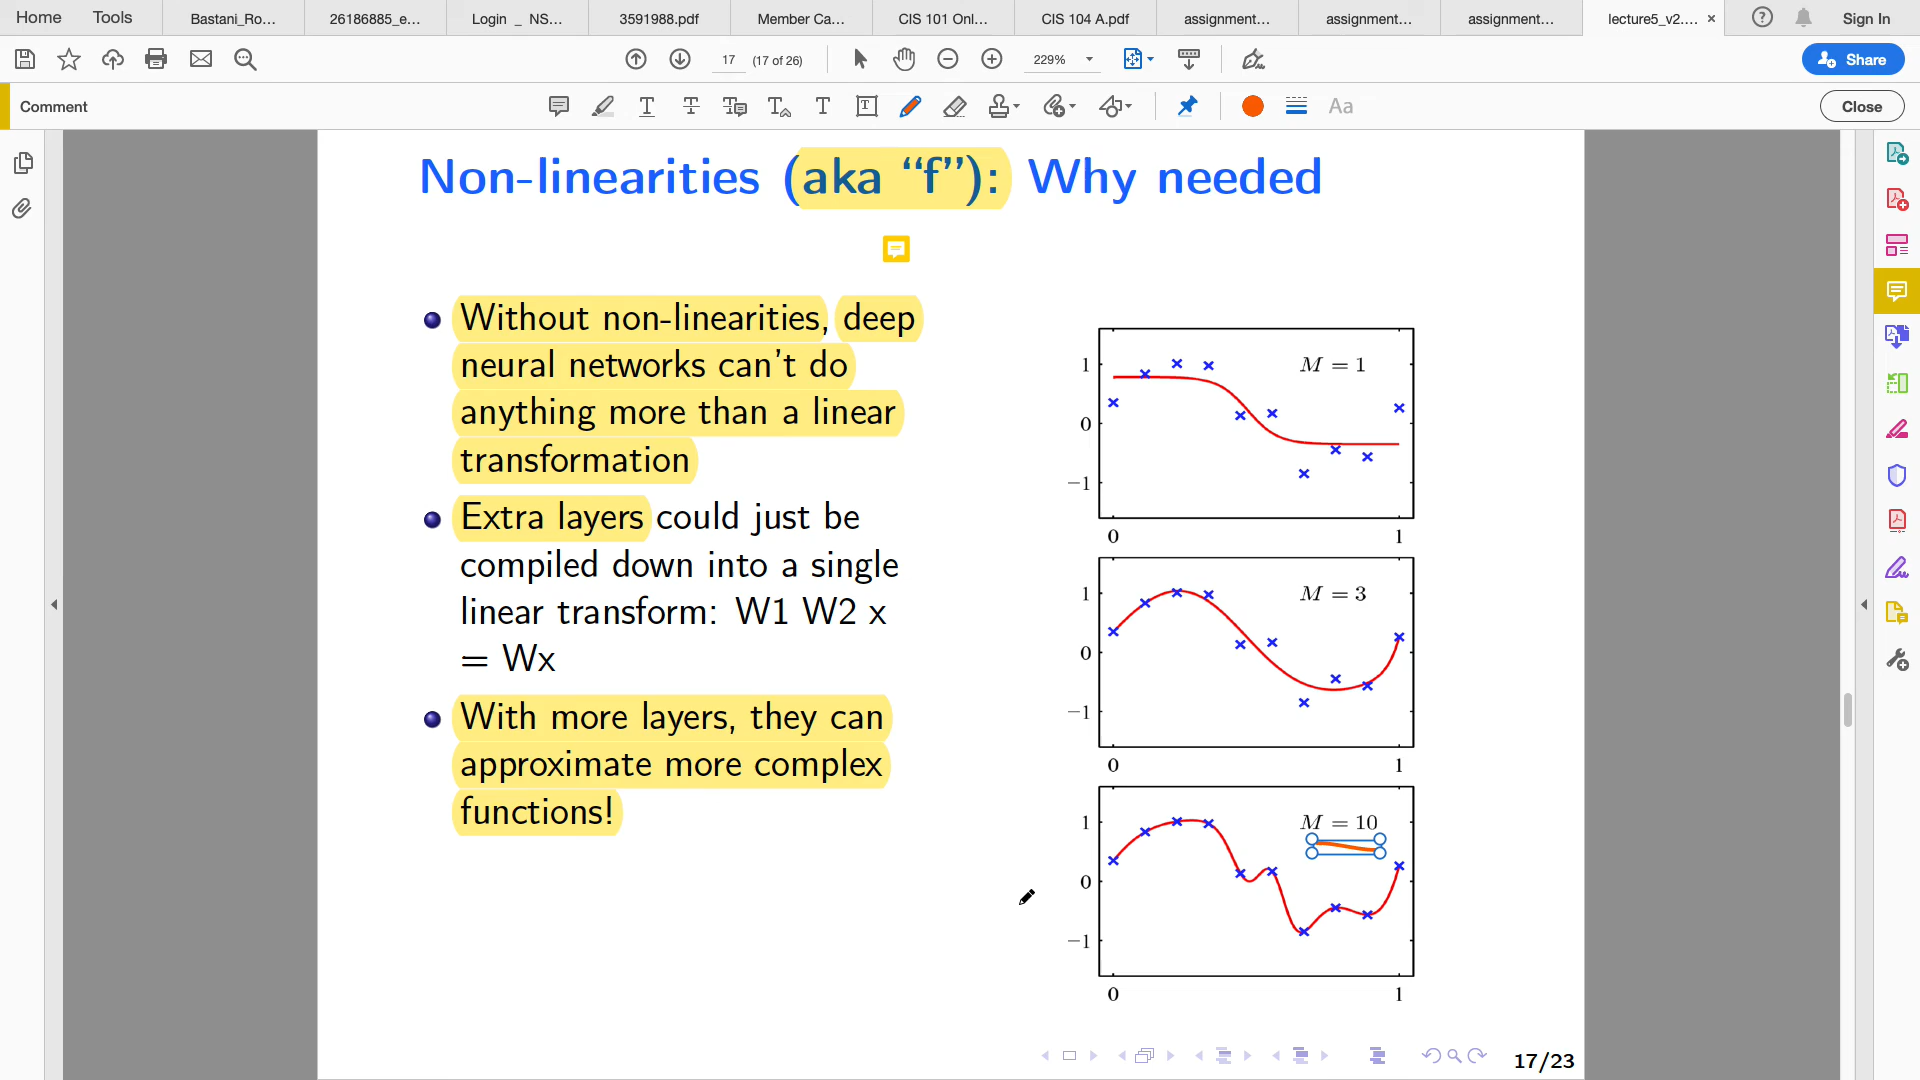 Home Tools Bastani_Ro... 26186885_e... Login _ NS... 3591988.pdf Member Ca... CIS 101 Onl... CIS 104 A.pdf assignment... assignment... assignment... lecture5_v2.... × Sign In
17 (17 of 26) 229% Share
Comment Aa Close
Non-linearities (aka “f”): Why needed
Without non-linearities, deep
neural networks can't do
anything more than a linear
transformation
Extra layers could just be
compiled down into a single
linear transform: W1 W2 x
= Wx
With more layers, they can
approximate more complex
functions!
M = 1
1
0
−1
0 1
M = 3
1
0
−1
0 1
M = 10
1
0
−1
0 1
17/23